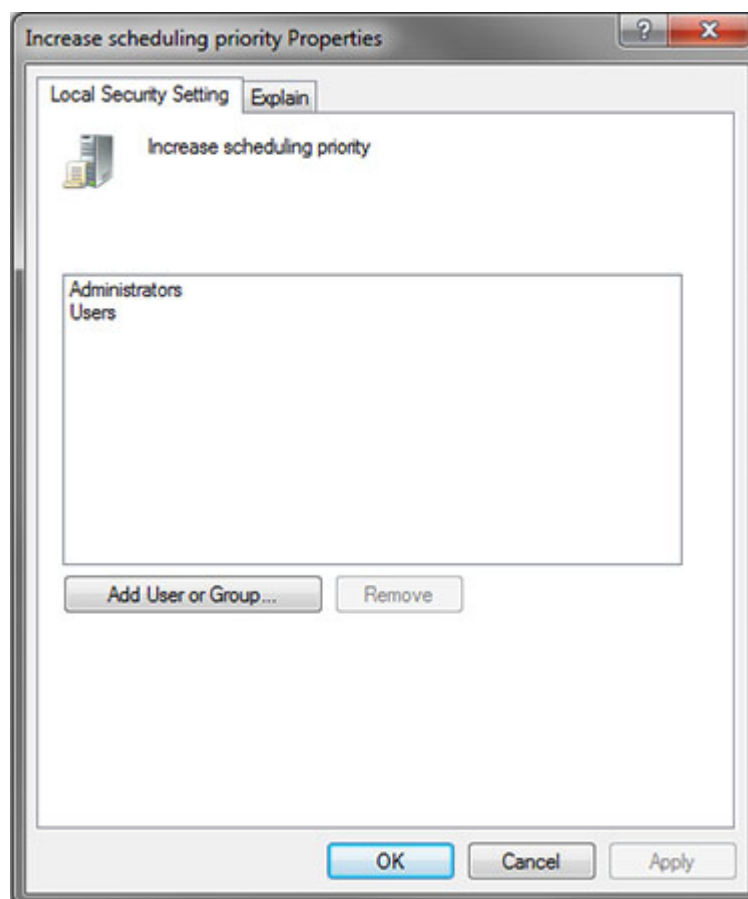 Increase scheduling priority Properties
?
X
Local Security Setting
Explain
Increase scheduling priority
Administrators
Users
Add User or Group...
Remove
OK
Cancel
Apply